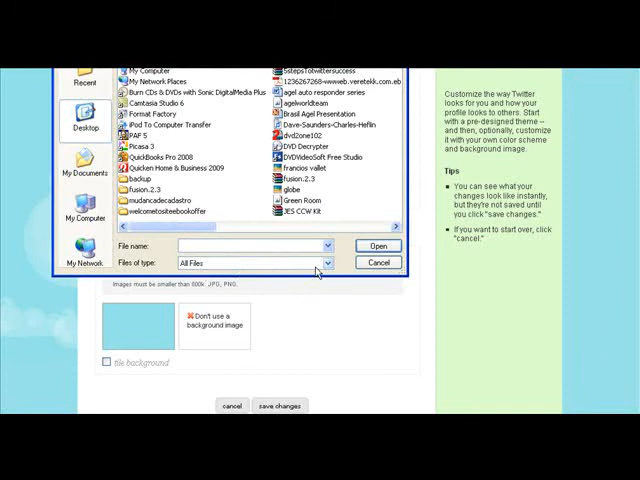 Recent
Desktop
My Documents
My Computer
My Network
My Computer
My Network Places
Burn CDs & DVDs with Sonic DigitalMedia Plus
Camtasia Studio 6
Format Factory
iPod To Computer Transfer
PAF 5
Picasa 3
QuickBooks Pro 2008
Quicken Home & Business 2009
backup
fusion.2.3
mudancadecadastro
welcometositeebookoffer
5stepsTotwittersuccess
1236267268-wwweb.veretekk.com.eb
agel auto responder series
agelworldteam
Brasil Agel Presentation
Dave-Saunders-Charles-Heflin
dvd2one102
DVD Decrypter
DVDVideoSoft Free Studio
francios vallet
fusion.2.3
globe
Green Room
JES CCW Kit
File name:
Open
Files of type:
All Files
Cancel
Images must be smaller than 800k. JPG, PNG.
Don't use a
background image
tile background
cancel
save changes
Customize the way Twitter
looks for you and how your
profile looks to others. Start
with a pre-designed theme --
and then, optionally, customize
it with your own color scheme
and background image.
Tips
You can see what your
changes look like instantly,
but they're not saved until
you click "save changes."
If you want to start over, click
"cancel."